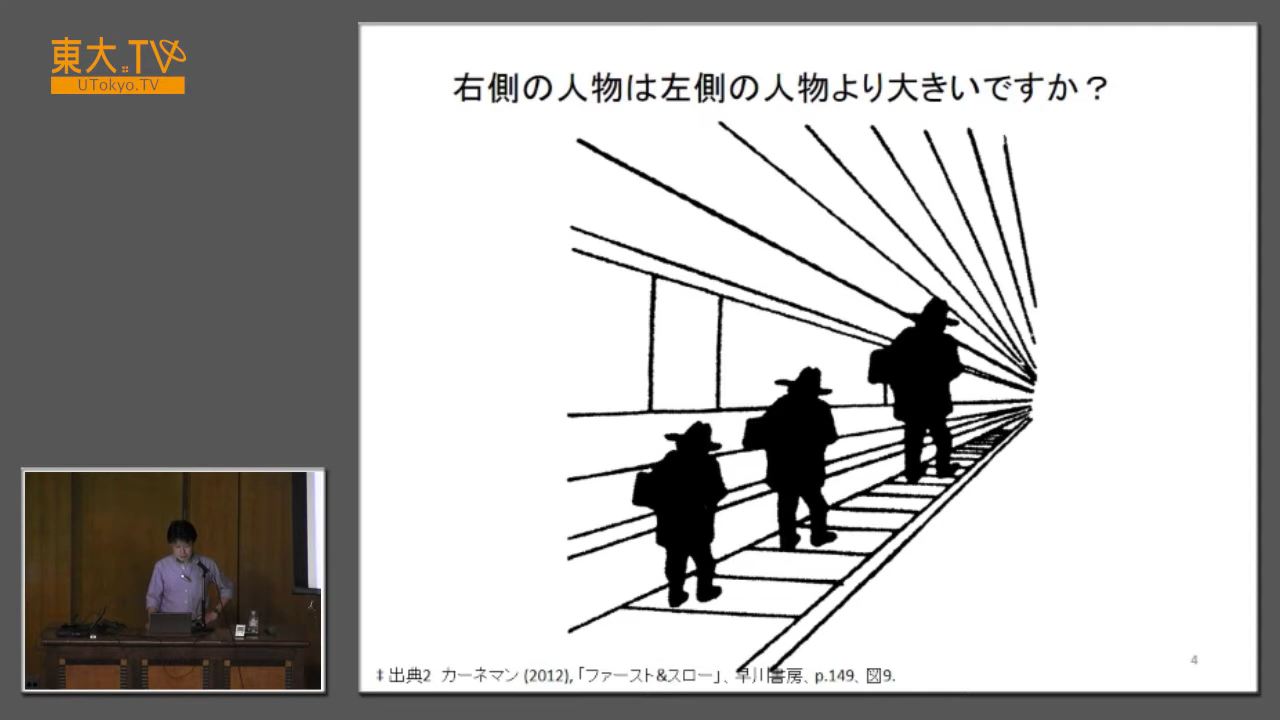 東大.TV
UTokyo.TV
右側の人物は左側の人物より大きいですか？
‡ 出典2 カーネマン (2012), 「ファースト&スロー」、早川書房、p.149、図9.
4